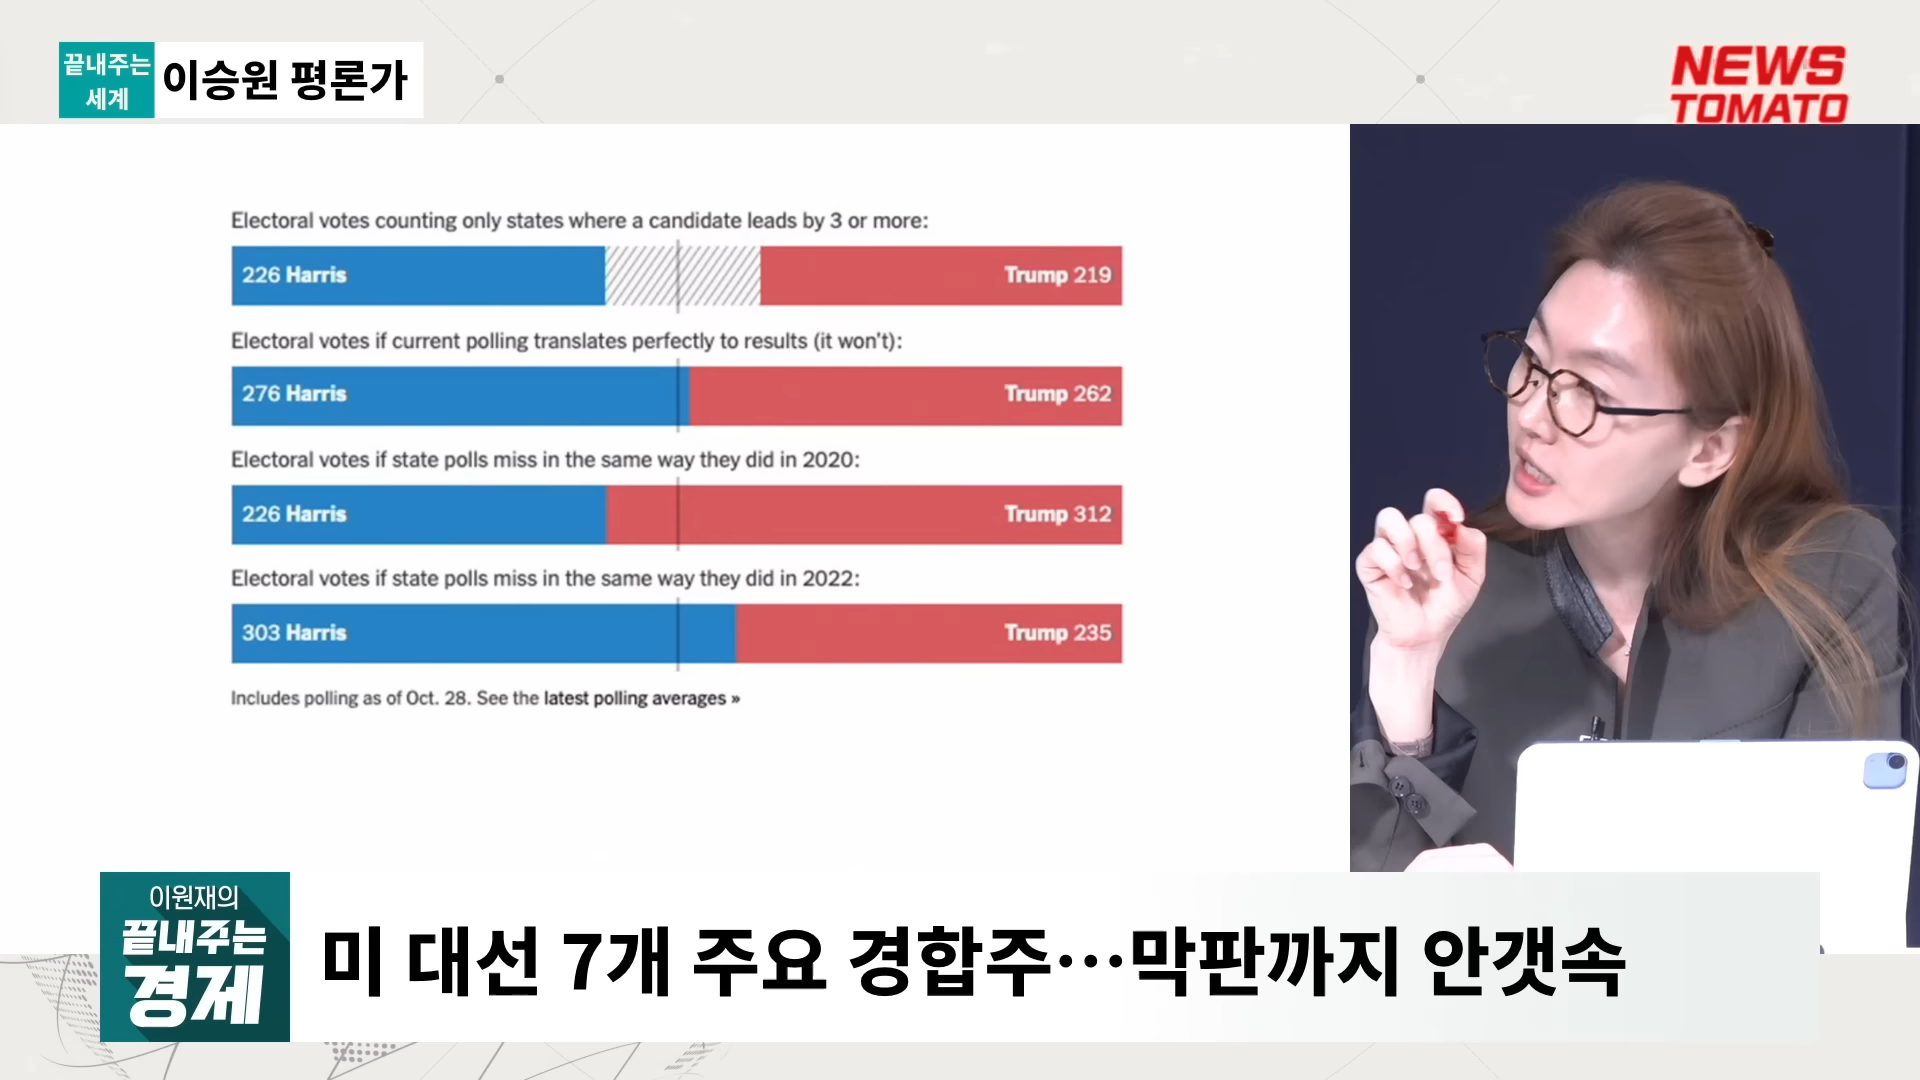 끝내주는
세계
이승원 평론가
NEWS
TOMATO
Electoral votes counting only states where a candidate leads by 3 or more:
226 Harris
Trump 219
Electoral votes if current polling translates perfectly to results (it won't):
276 Harris
Trump 262
Electoral votes if state polls miss in the same way they did in 2020:
226 Harris
Trump 312
Electoral votes if state polls miss in the same way they did in 2022:
303 Harris
Trump 235
Includes polling as of Oct. 28. See the latest polling averages »
이원재의
끝내주는
경제
미 대선 7개 주요 경합주…막판까지 안갯속